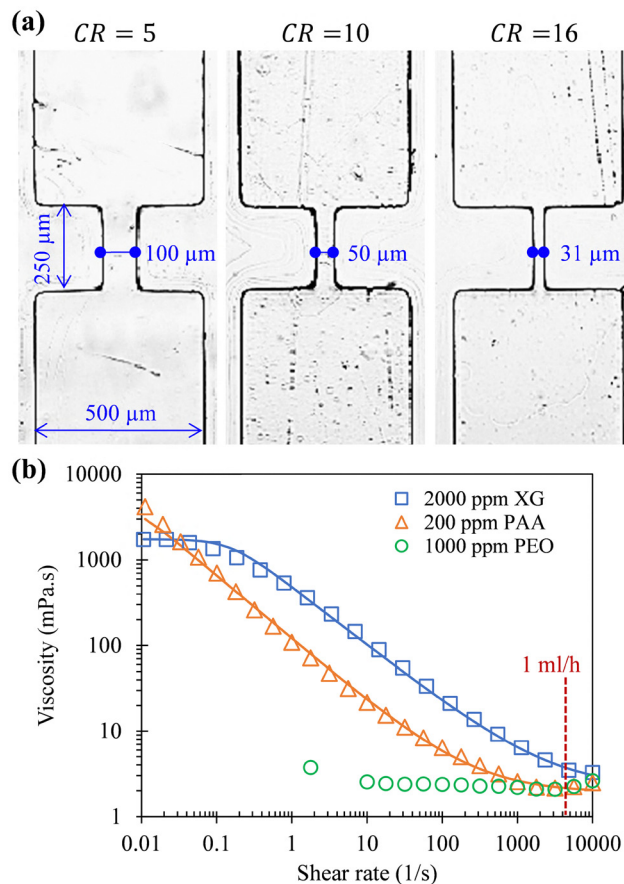 (a)
CR = 5
CR =10
CR =16
250 μm
100 μm
50 μm
31 μm
500 μm
(b)
10000
1000
100
10
1
Viscosity (mPa.s)
2000 ppm XG
200 ppm PAA
1000 ppm PEO
1 ml/h
0.01
0.1
1
10
100
1000
10000
Shear rate (1/s)